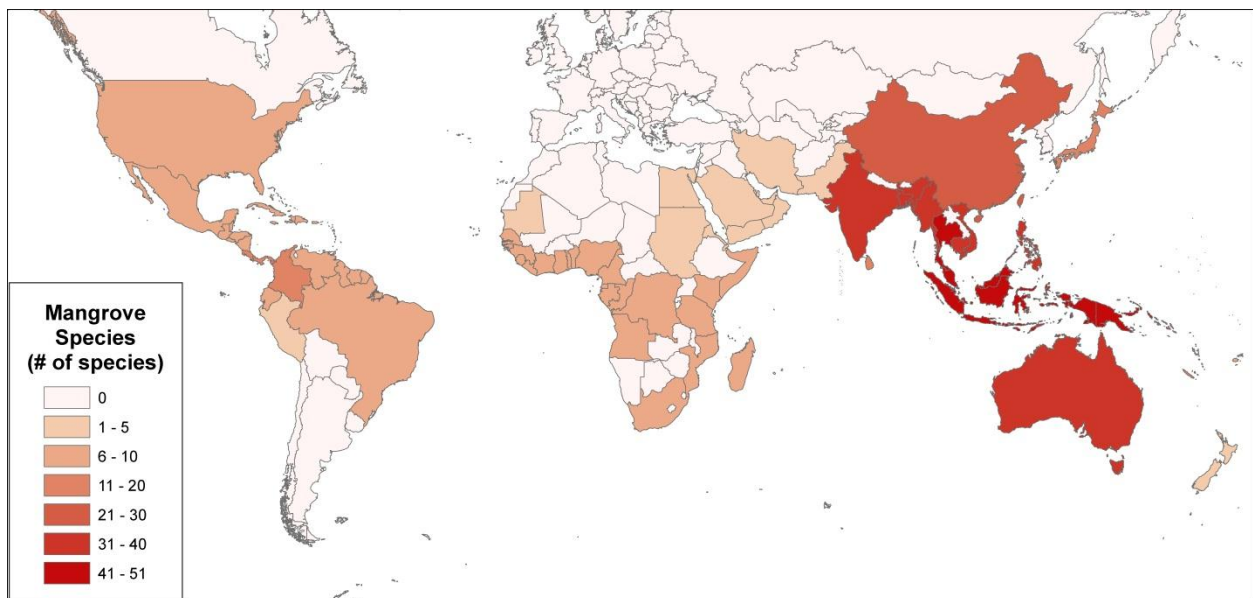 Mangrove
Species
(# of species)
0
1 - 5
6 - 10
11 - 20
21 - 30
31 - 40
41 - 51